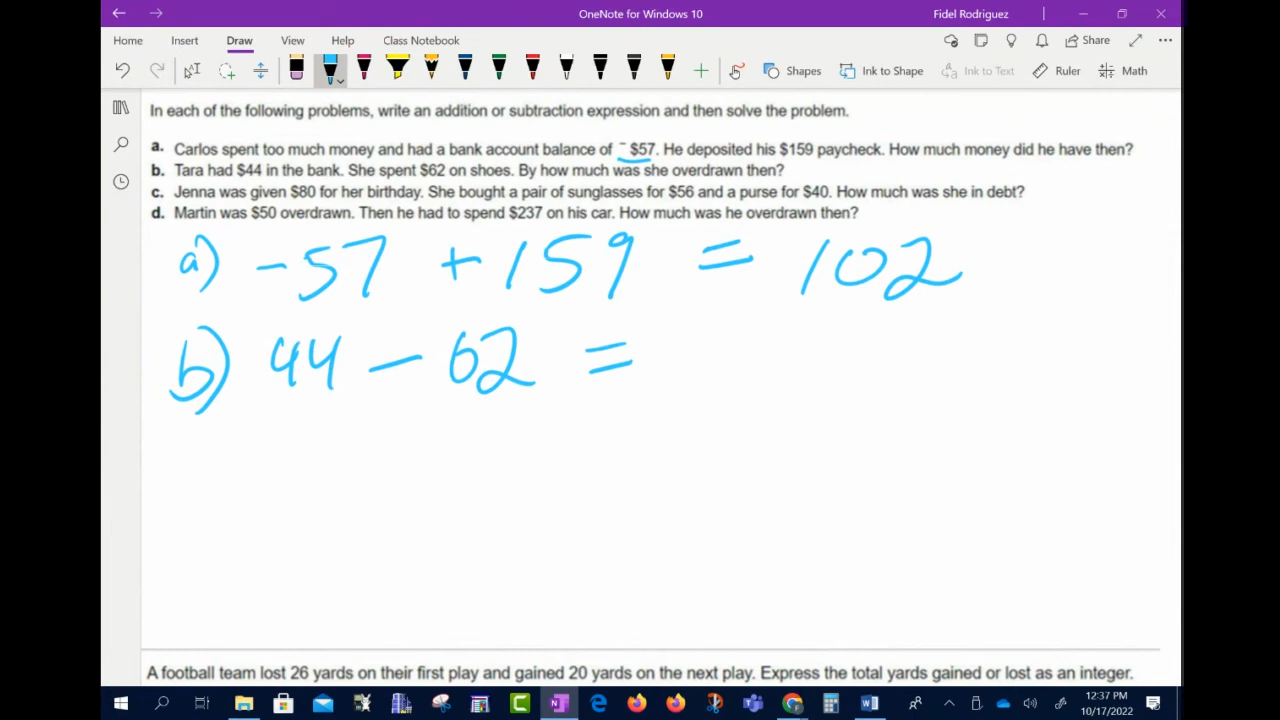 OneNote for Windows 10
Fidel Rodriguez
Home Insert Draw View Help Class Notebook
Share
Shapes Ink to Shape Ink to Text Ruler Math
In each of the following problems, write an addition or subtraction expression and then solve the problem.
a. Carlos spent too much money and had a bank account balance of ⁻$57. He deposited his $159 paycheck. How much money did he have then?
b. Tara had $44 in the bank. She spent $62 on shoes. By how much was she overdrawn then?
c. Jenna was given $80 for her birthday. She bought a pair of sunglasses for $56 and a purse for $40. How much was she in debt?
d. Martin was $50 overdrawn. Then he had to spend $237 on his car. How much was he overdrawn then?
a) -57 +159 = 102
b) 44 - 62 =
A football team lost 26 yards on their first play and gained 20 yards on the next play. Express the total yards gained or lost as an integer.
12:37 PM
10/17/2022